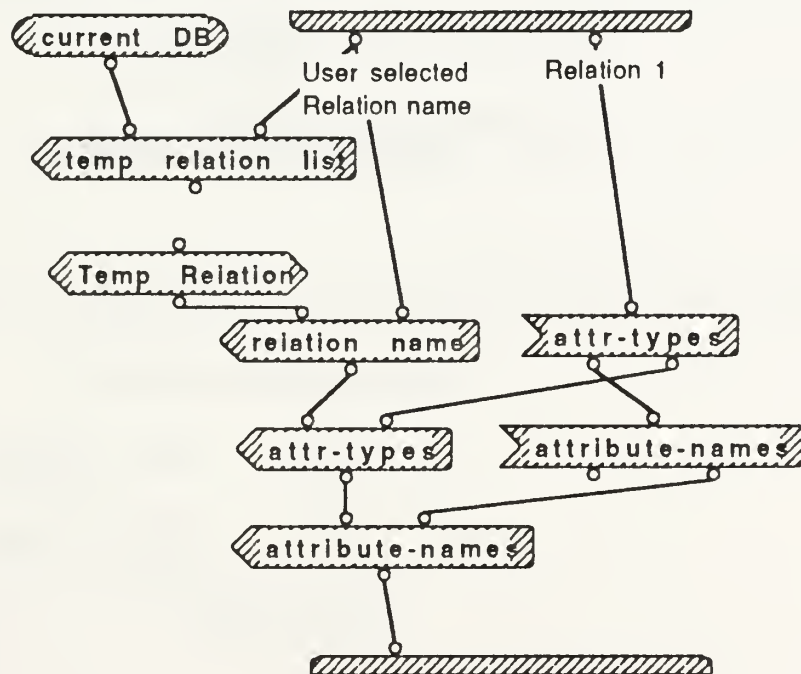 current DB
User selected
Relation name
Relation 1
temp relation list
Temp Relation
relation name
attr-types
attr-types
attribute-names
attribute-names